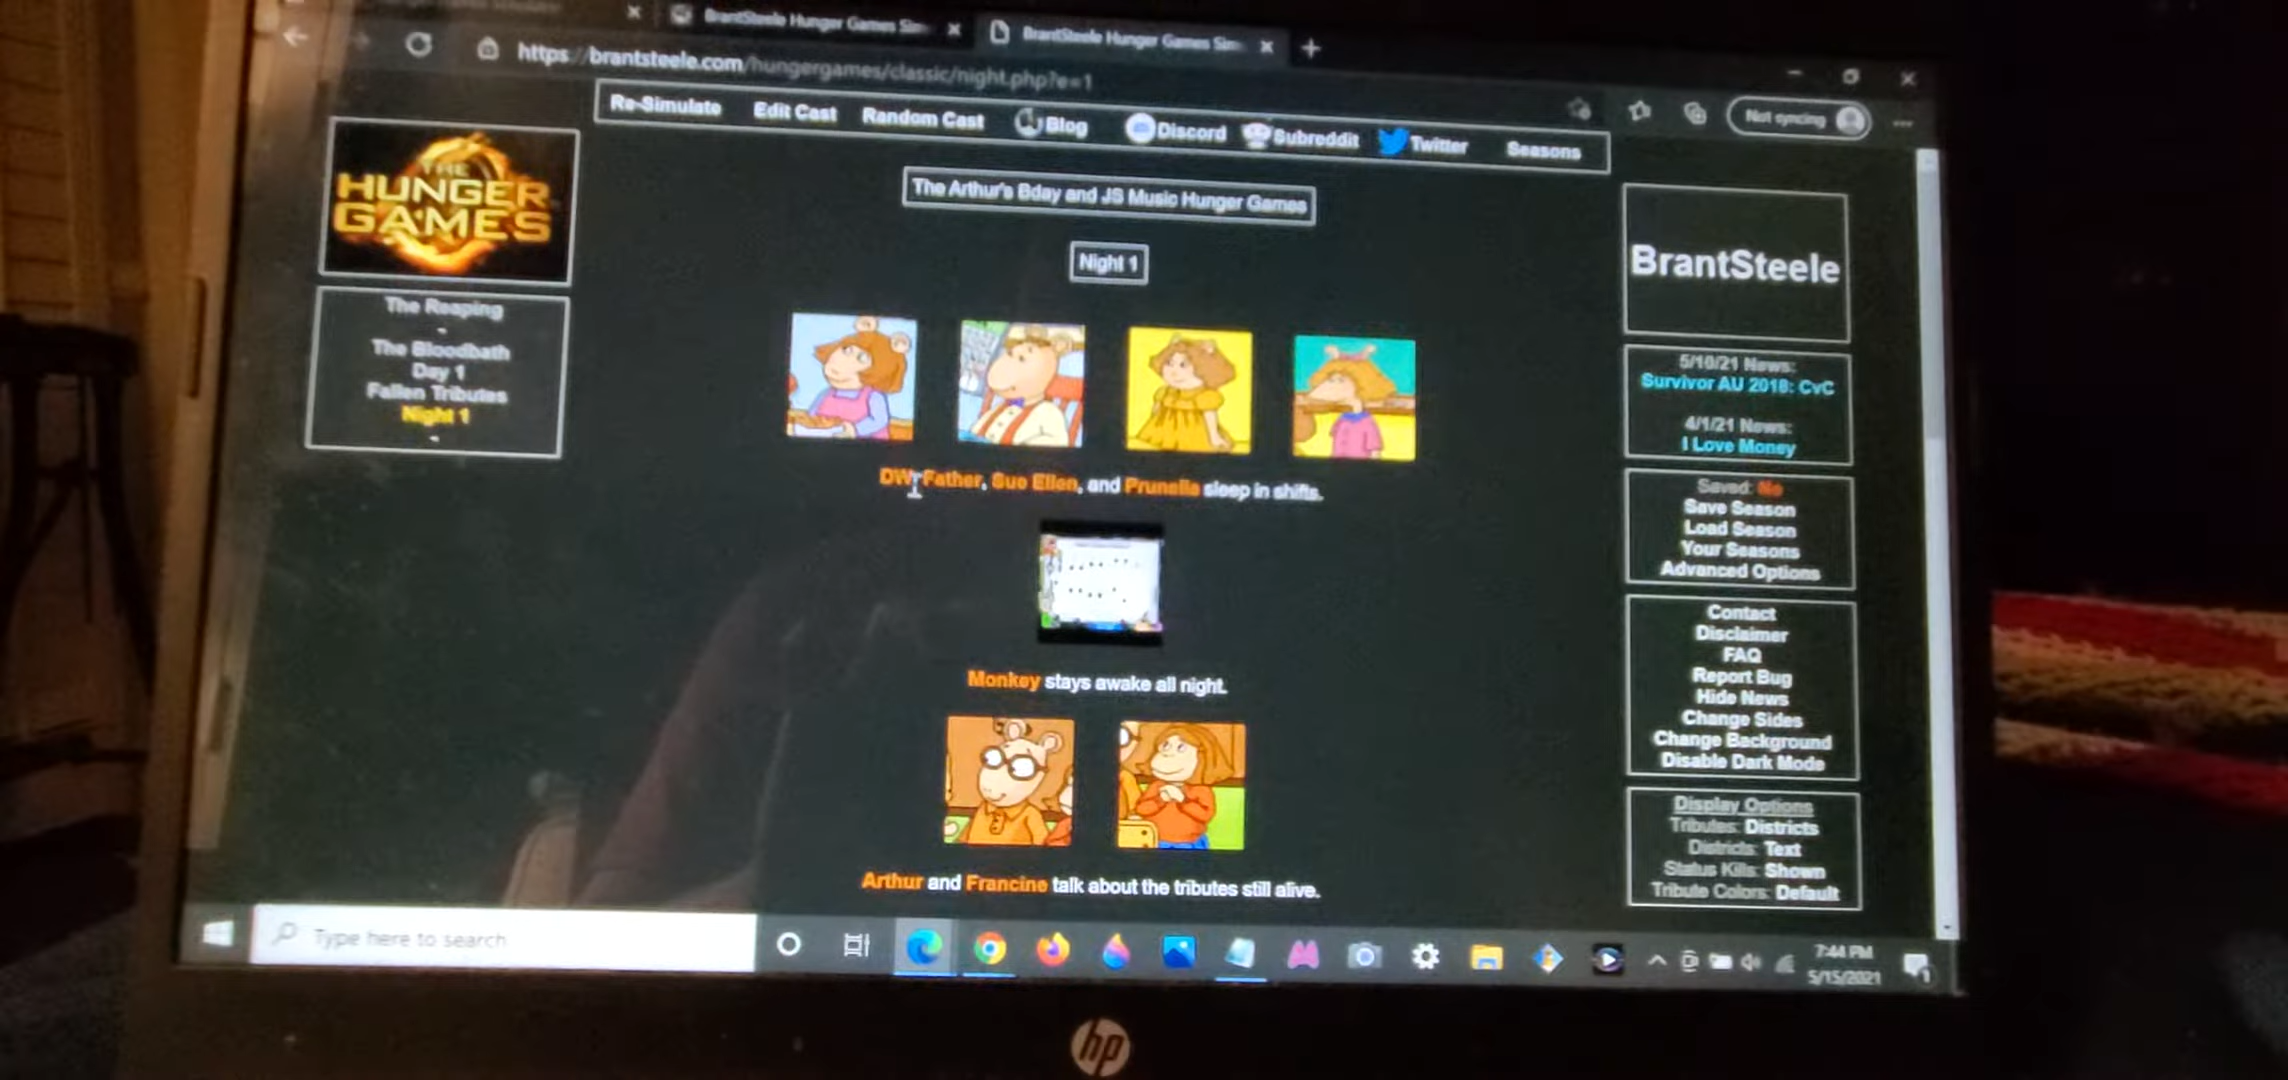 BrantSteele Hunger Games Sim
BrantSteele Hunger Games Sim
https://brantsteele.com/hungergames/classic/night.php?e=1
Not syncing
Re-Simulate Edit Cast Random Cast Blog Discord Subreddit Twitter Seasons
THE
HUNGER
GAMES
The Reaping
-
The Bloodbath
Day 1
Fallen Tributes
Night 1
-
The Arthur's Bday and JS Music Hunger Games
Night 1
DW, Father, Sue Ellen, and Prunella sleep in shifts.
Monkey stays awake all night.
Arthur and Francine talk about the tributes still alive.
BrantSteele
5/10/21 News:
Survivor AU 2018: CvC
4/1/21 News:
I Love Money
Saved: No
Save Season
Load Season
Your Seasons
Advanced Options
Contact
Disclaimer
FAQ
Report Bug
Hide News
Change Sides
Change Background
Disable Dark Mode
Display Options
Tributes: Districts
Districts: Text
Status Kills: Shown
Tribute Colors: Default
Type here to search
7:44 PM
5/15/2021
1
hp